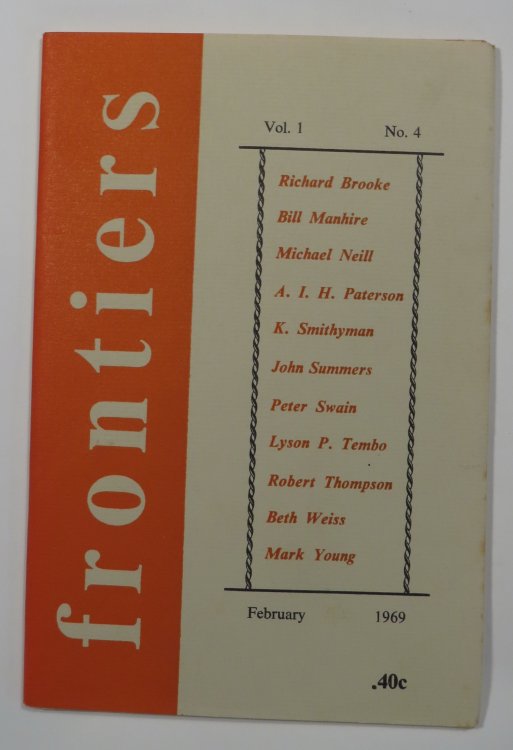 frontiers
Vol. 1 No. 4
Richard Brooke
Bill Manhire
Michael Neill
A. I. H. Paterson
K. Smithyman
John Summers
Peter Swain
Lyson P. Tembo
Robert Thompson
Beth Weiss
Mark Young
February 1969
.40c